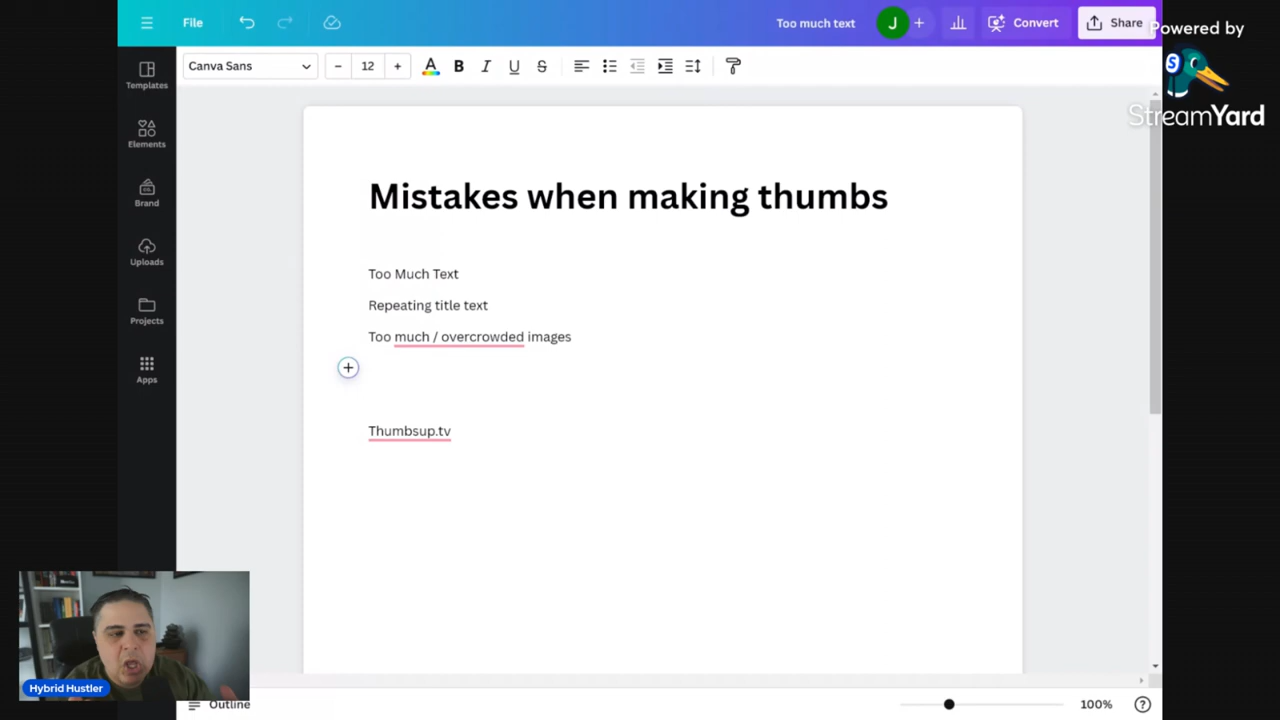 File
Too much text
J
Convert
Share
Powered by
StreamYard
Canva Sans
12
Templates
Elements
Brand
Uploads
Projects
Apps
Mistakes when making thumbs
Too Much Text
Repeating title text
Too much / overcrowded images
Thumbsup.tv
Hybrid Hustler
Outline
100%